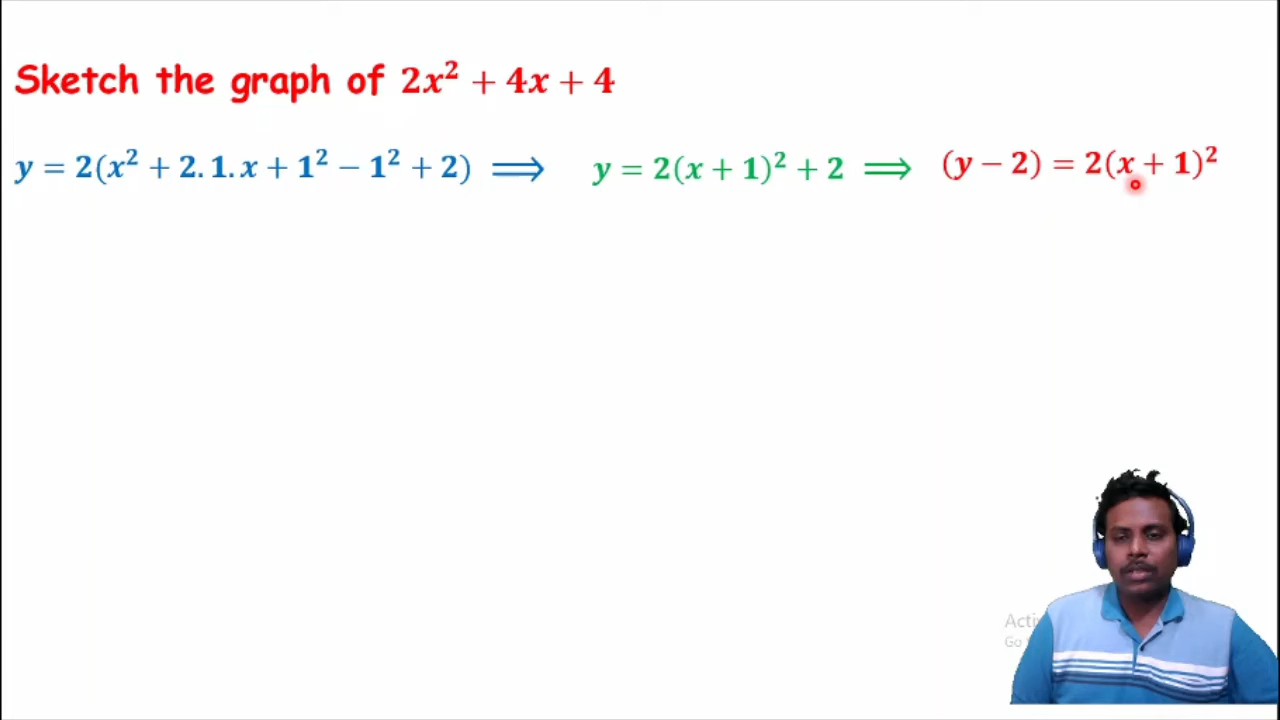 Sketch the graph of 2x² + 4x + 4
y = 2(x² + 2.1.x + 1² − 1² + 2) ⟹ y = 2(x + 1)² + 2 ⟹ (y − 2) = 2(x + 1)²